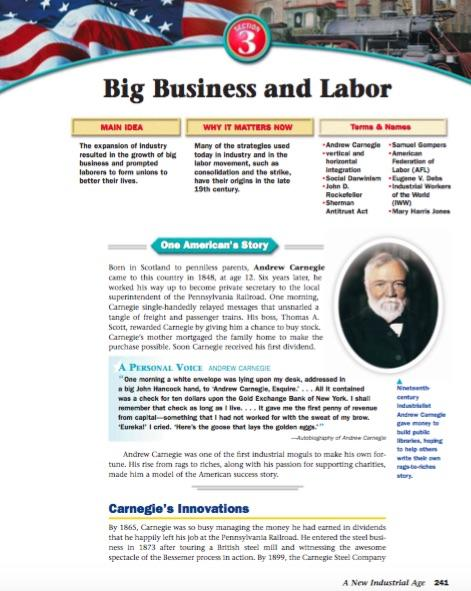 SECTION
3
Big Business and Labor
MAIN IDEA
The expansion of industry
resulted in the growth of big
business and prompted
laborers to form unions to
better their lives.
WHY IT MATTERS NOW
Many of the strategies used
today in industry and in the
labor movement, such as
consolidation and the strike,
have their origins in the late
19th century.
Terms & Names
•Andrew Carnegie
•vertical and
horizontal
integration
•Social Darwinism
•John D.
Rockefeller
•Sherman
Antitrust Act
•Samuel Gompers
•American
Federation of
Labor (AFL)
•Eugene V. Debs
•Industrial Workers
of the World
(IWW)
•Mary Harris Jones
One American's Story
Born in Scotland to penniless parents, Andrew Carnegie
came to this country in 1848, at age 12. Six years later, he
worked his way up to become private secretary to the local
superintendent of the Pennsylvania Railroad. One morning,
Carnegie single-handedly relayed messages that unsnarled a
tangle of freight and passenger trains. His boss, Thomas A.
Scott, rewarded Carnegie by giving him a chance to buy stock.
Carnegie's mother mortgaged the family home to make the
purchase possible. Soon Carnegie received his first dividend.
A PERSONAL VOICE ANDREW CARNEGIE
"One morning a white envelope was lying upon my desk, addressed in
a big John Hancock hand, to 'Andrew Carnegie, Esquire.' . . . All it contained
was a check for ten dollars upon the Gold Exchange Bank of New York. I shall
remember that check as long as I live. . . . It gave me the first penny of revenue
from capital—something that I had not worked for with the sweat of my brow.
'Eureka!' I cried. 'Here's the goose that lays the golden eggs.'"
—Autobiography of Andrew Carnegie
Nineteenth-
century
industrialist
Andrew Carnegie
gave money to
build public
libraries, hoping
to help others
write their own
rags-to-riches
story.
Andrew Carnegie was one of the first industrial moguls to make his own for-
tune. His rise from rags to riches, along with his passion for supporting charities,
made him a model of the American success story.
Carnegie's Innovations
By 1865, Carnegie was so busy managing the money he had earned in dividends
that he happily left his job at the Pennsylvania Railroad. He entered the steel busi-
ness in 1873 after touring a British steel mill and witnessing the awesome
spectacle of the Bessemer process in action. By 1899, the Carnegie Steel Company
A New Industrial Age 241